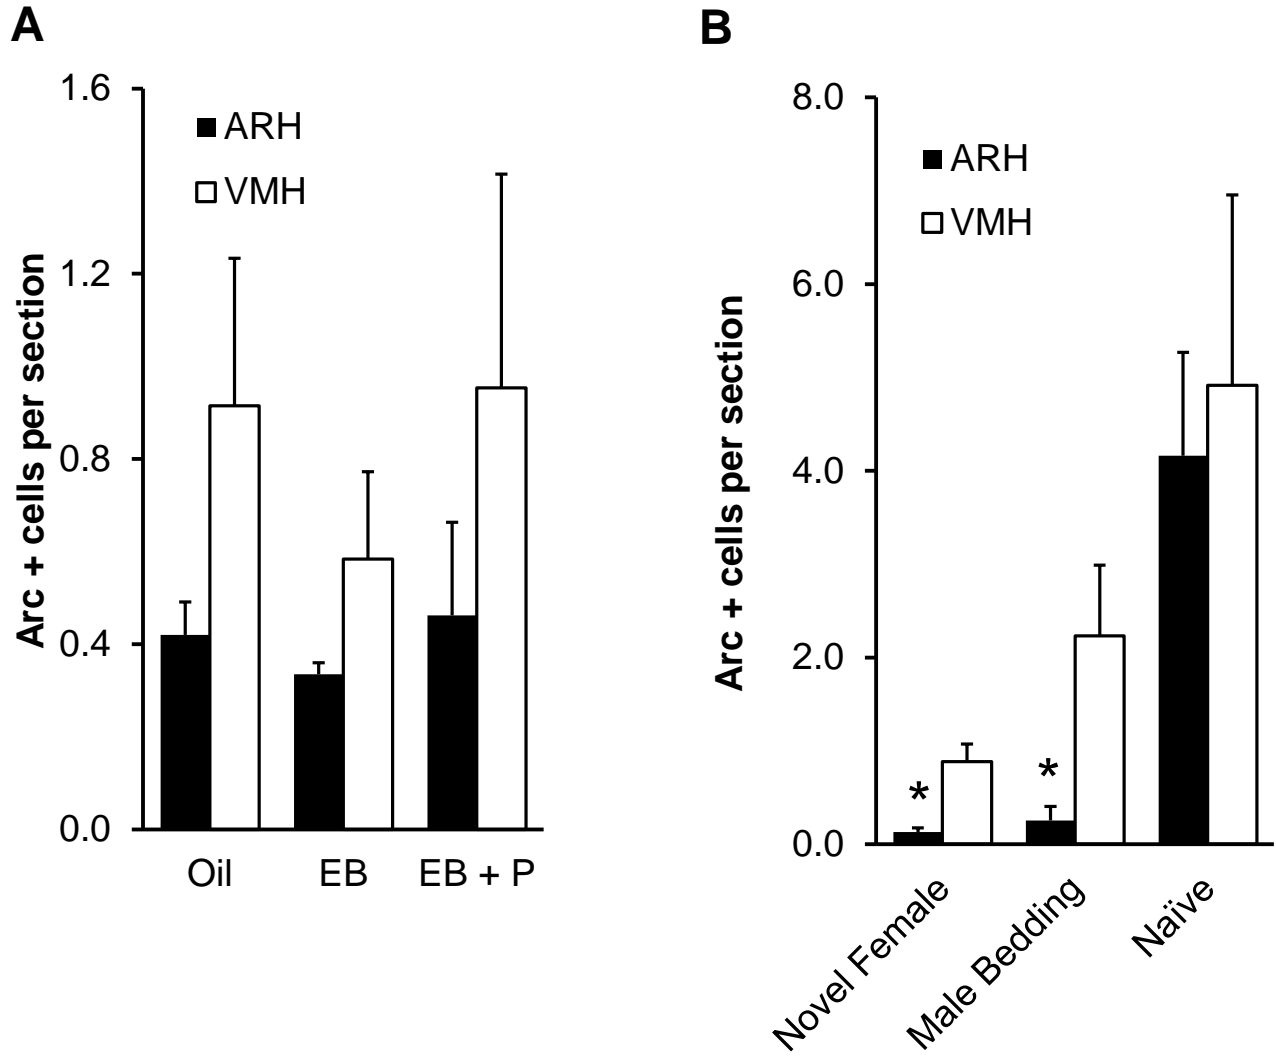 A
Arc + cells per section
1.6
1.2
0.8
0.4
0.0
ARH
VMH
Oil
EB
EB + P
B
Arc + cells per section
8.0
6.0
4.0
2.0
0.0
ARH
VMH
*
*
Novel Female
Male Bedding
Naïve